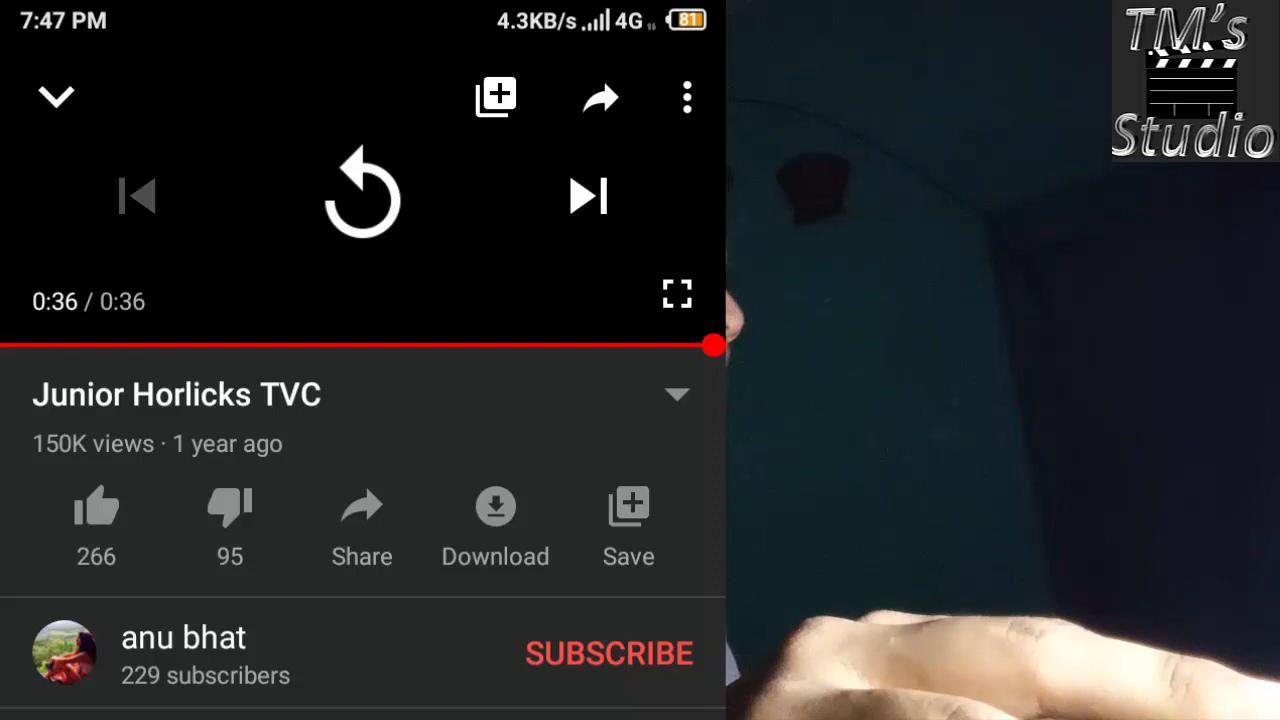 7:47 PM
4.3KB/s 4G 81
0:36 / 0:36
Junior Horlicks TVC
150K views · 1 year ago
266
95
Share
Download
Save
anu bhat
229 subscribers
SUBSCRIBE
TM's
Studio